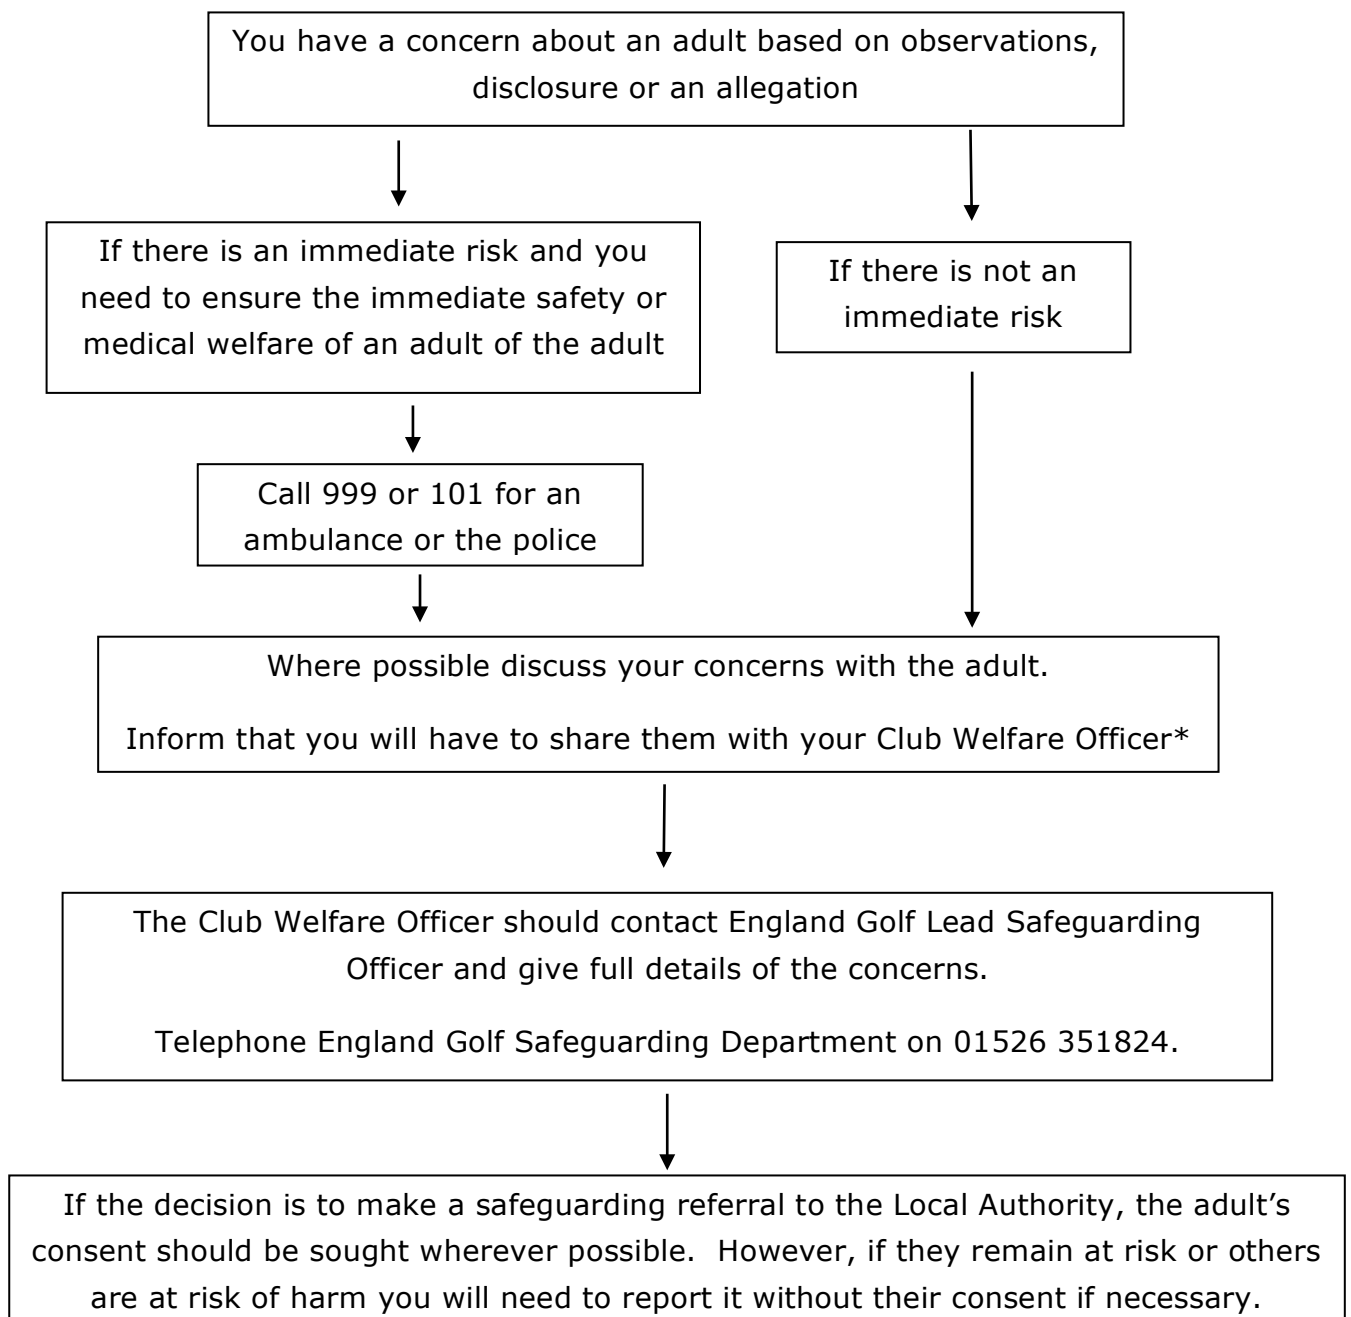 You have a concern about an adult based on observations,
disclosure or an allegation
If there is an immediate risk and you
need to ensure the immediate safety or
medical welfare of an adult of the adult
If there is not an
immediate risk
Call 999 or 101 for an
ambulance or the police
Where possible discuss your concerns with the adult.
Inform that you will have to share them with your Club Welfare Officer*
The Club Welfare Officer should contact England Golf Lead Safeguarding
Officer and give full details of the concerns.
Telephone England Golf Safeguarding Department on 01526 351824.
If the decision is to make a safeguarding referral to the Local Authority, the adult’s
consent should be sought wherever possible.  However, if they remain at risk or others
are at risk of harm you will need to report it without their consent if necessary.